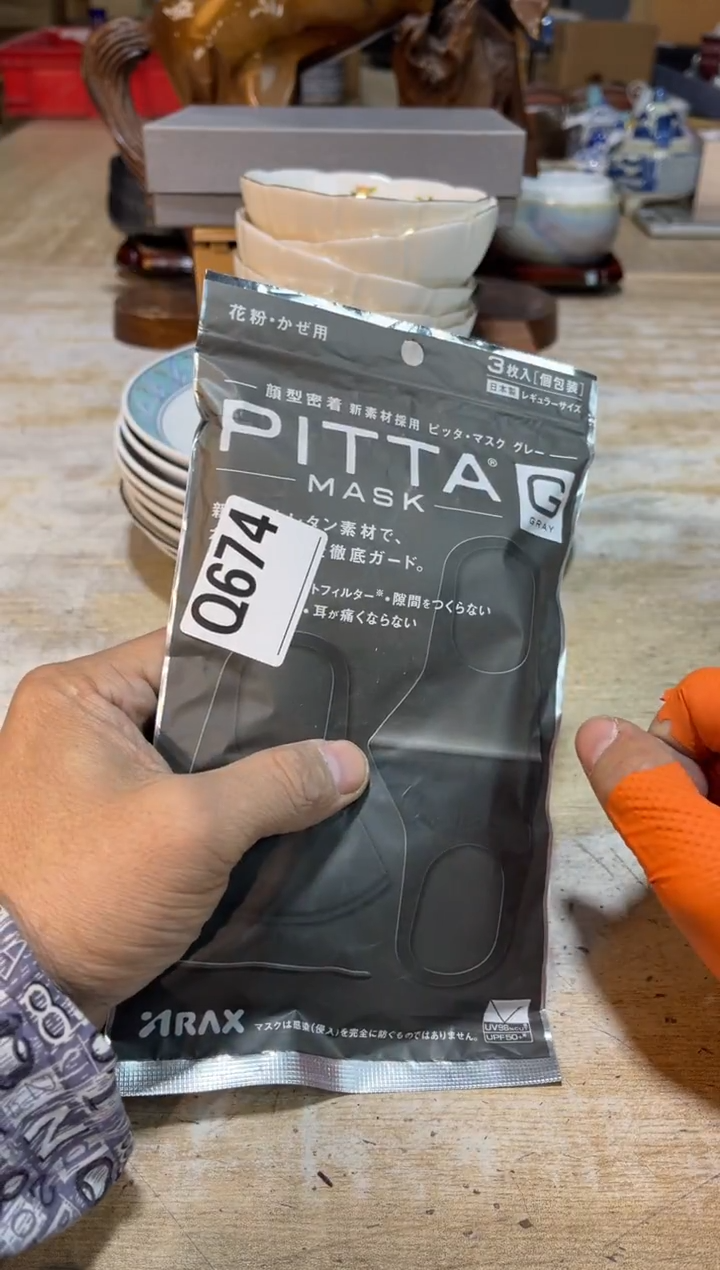 花粉・かぜ用
3枚入[個包装]
日本製 レギュラーサイズ
顔型密着 新素材採用 ピッタ・マスク グレー
PITTA®
MASK
G
GRAY
新 レタン素材で、
徹底ガード。
トフィルター※・隙間をつくらない
・耳が痛くならない
Q674
ARAX
マスクは感染(侵入)を完全に防ぐものではありません。
UV98%CUT
UPF50+